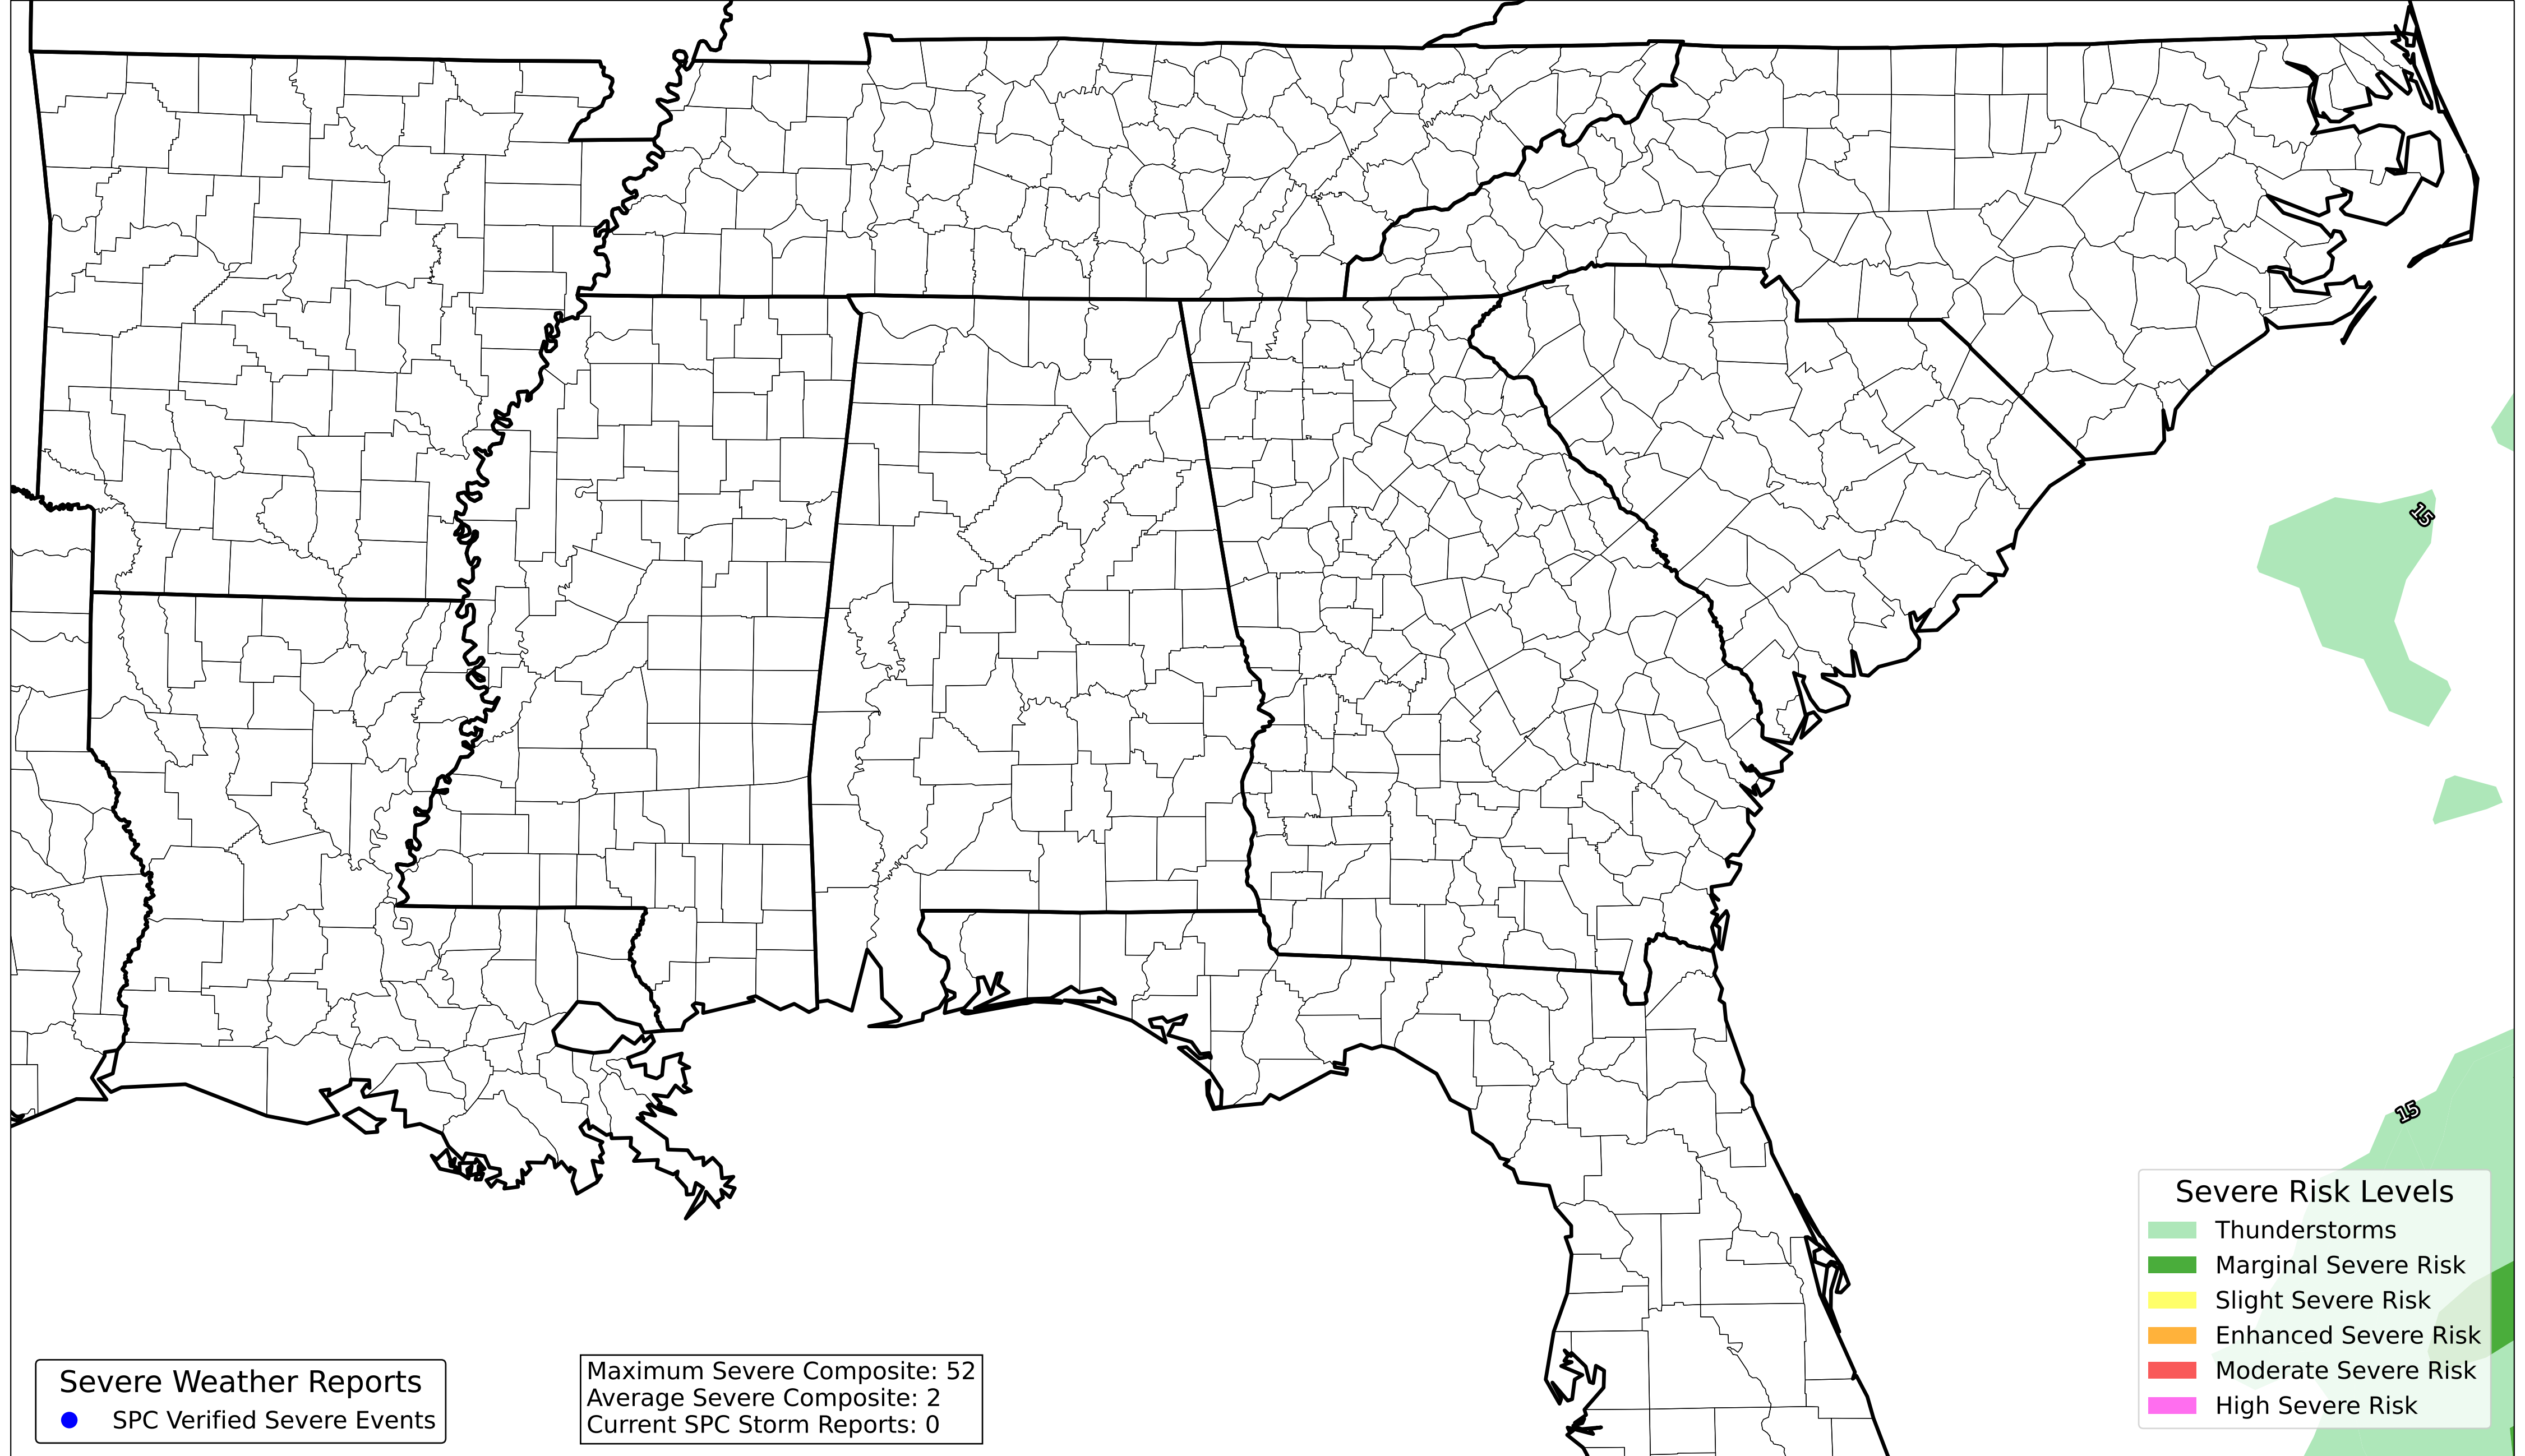 15
15
Severe Risk Levels
Thunderstorms
Marginal Severe Risk
Slight Severe Risk
Enhanced Severe Risk
Moderate Severe Risk
High Severe Risk
Severe Weather Reports
SPC Verified Severe Events
Maximum Severe Composite: 52
Average Severe Composite: 2
Current SPC Storm Reports: 0